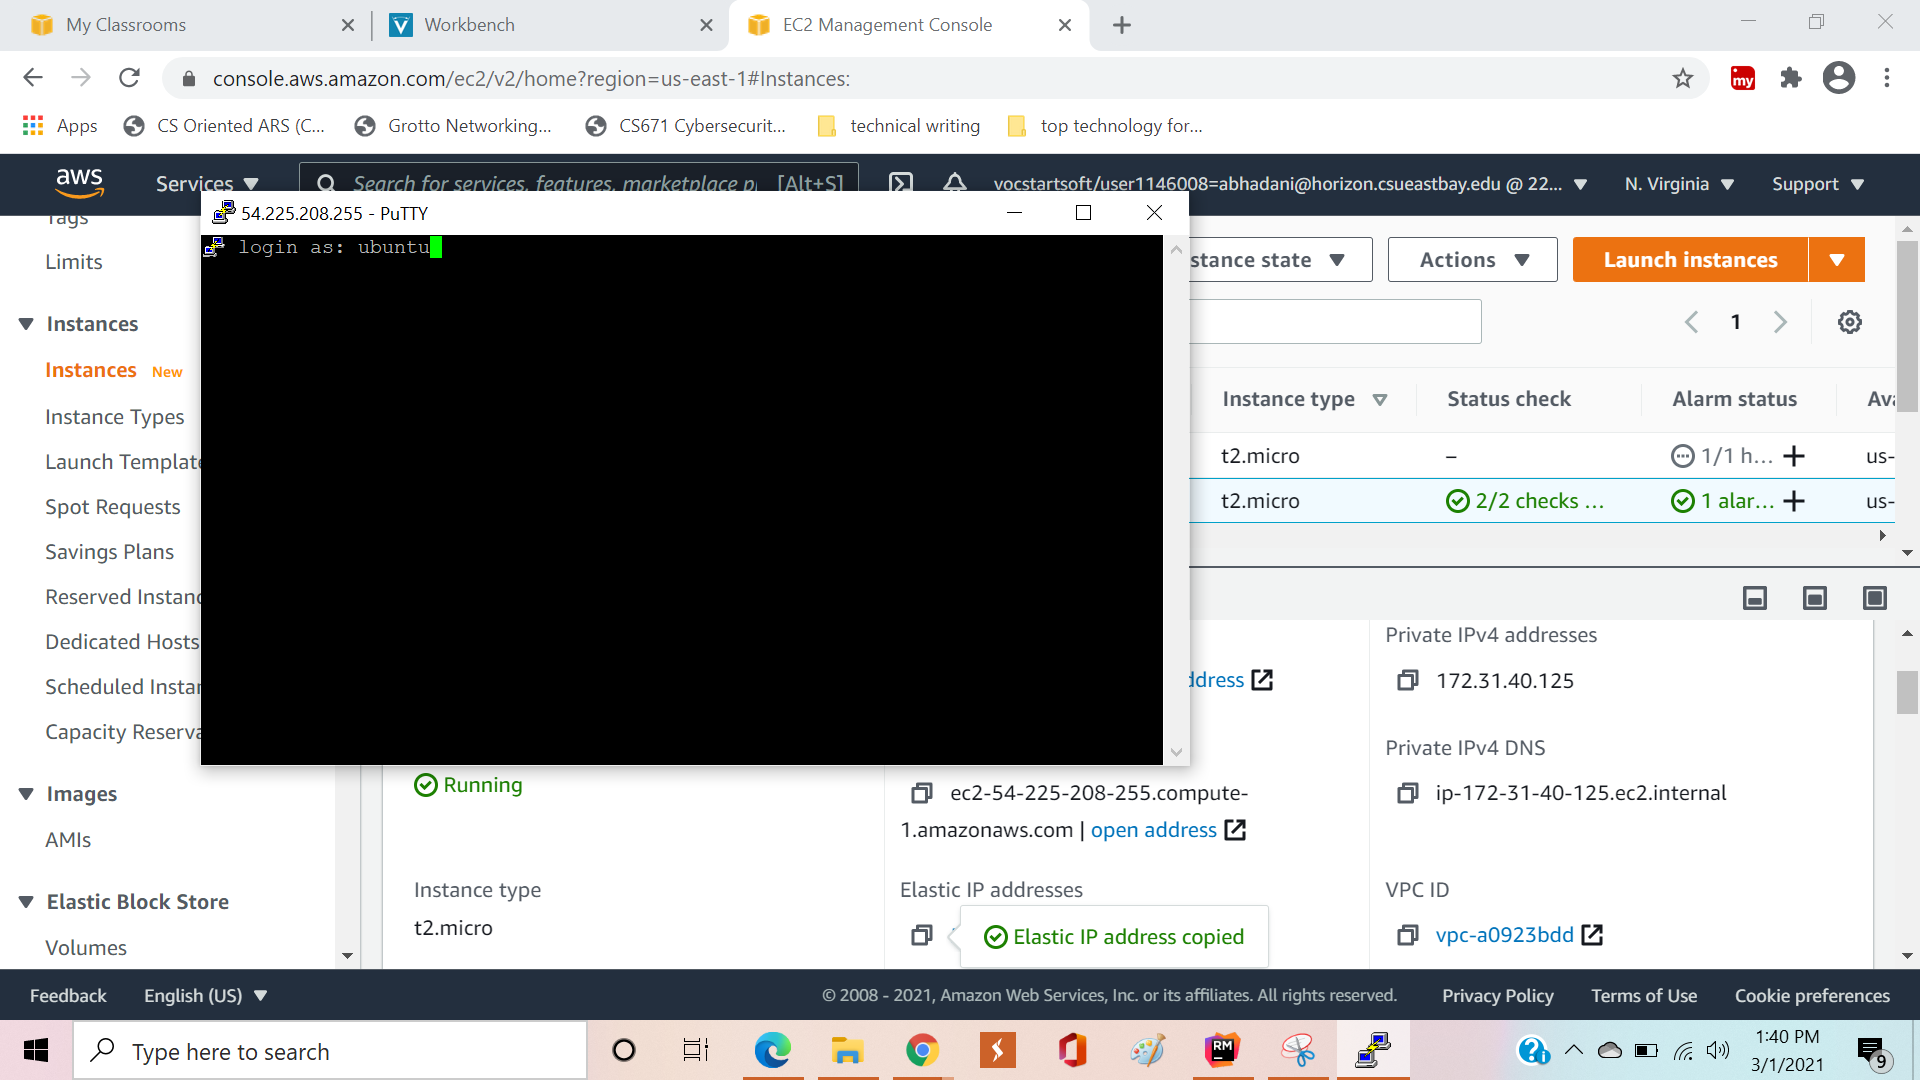 My Classrooms
Workbench
EC2 Management Console
console.aws.amazon.com/ec2/v2/home?region=us-east-1#Instances:
my
Apps
CS Oriented ARS (C...
Grotto Networking...
CS671 Cybersecurit...
technical writing
top technology for...
aws
Services
Search for services, features, marketplace p
[Alt+S]
vocstartsoft/user1146008=abhadani@horizon.csueastbay.edu @ 22...
N. Virginia
Support
Tags
Limits
Instances
Instances New
Instance Types
Launch Template
Spot Requests
Savings Plans
Reserved Instanc
Dedicated Hosts
Scheduled Instan
Capacity Reserva
Images
AMIs
Elastic Block Store
Volumes
54.225.208.255 - PuTTY
login as: ubuntu
stance state
Actions
Launch instances
1
Instance type
Status check
Alarm status
Ava
t2.micro
–
1/1 h...
us-
t2.micro
2/2 checks ...
1 alar...
us-
ddress
Private IPv4 addresses
172.31.40.125
Private IPv4 DNS
ip-172-31-40-125.ec2.internal
Running
ec2-54-225-208-255.compute-
1.amazonaws.com | open address
Instance type
t2.micro
Elastic IP addresses
Elastic IP address copied
VPC ID
vpc-a0923bdd
Feedback
English (US)
© 2008 - 2021, Amazon Web Services, Inc. or its affiliates. All rights reserved.
Privacy Policy
Terms of Use
Cookie preferences
Type here to search
RM
1:40 PM
3/1/2021
9